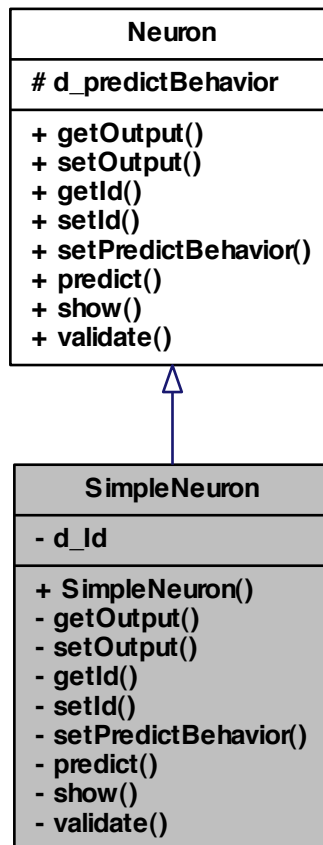 Neuron
# d_predictBehavior
+ getOutput()
+ setOutput()
+ getId()
+ setId()
+ setPredictBehavior()
+ predict()
+ show()
+ validate()
SimpleNeuron
- d_Id
+ SimpleNeuron()
- getOutput()
- setOutput()
- getId()
- setId()
- setPredictBehavior()
- predict()
- show()
- validate()